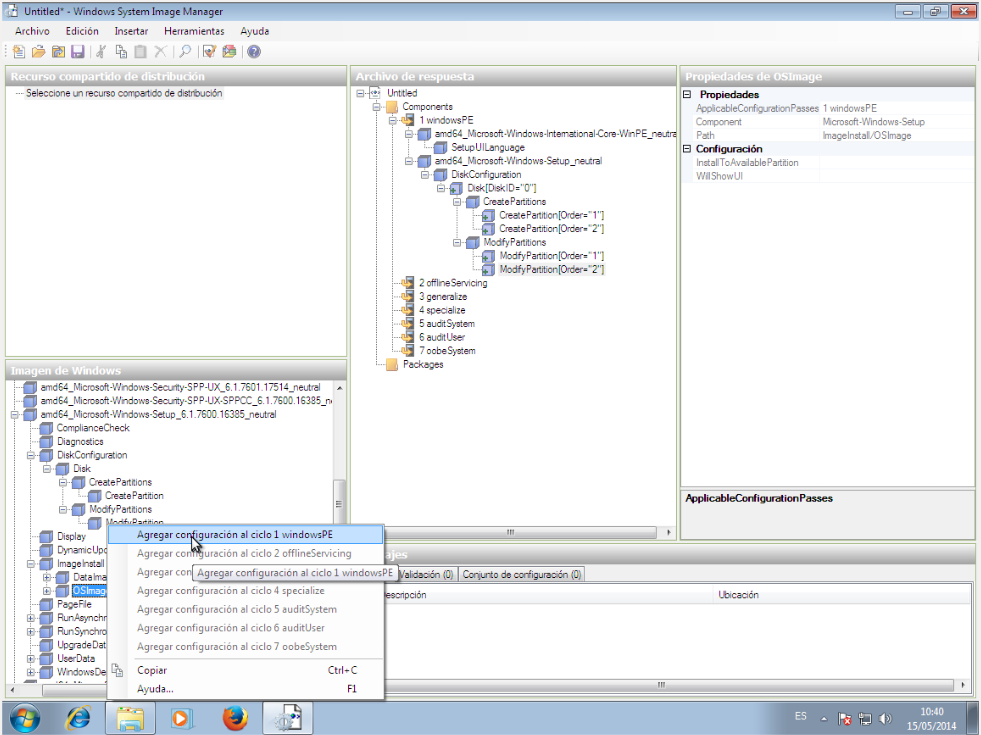 Untitled* - Windows System Image Manager
Archivo Edición Insertar Herramientas Ayuda
Recurso compartido de distribución
Seleccione un recurso compartido de distribución
Archivo de respuesta
Untitled
Components
1 windowsPE
amd64_Microsoft-Windows-International-Core-WinPE_neutra
SetupUILanguage
amd64_Microsoft-Windows-Setup_neutral
DiskConfiguration
Disk[DiskID="0"]
CreatePartitions
CreatePartition[Order="1"]
CreatePartition[Order="2"]
ModifyPartitions
ModifyPartition[Order="1"]
ModifyPartition[Order="2"]
2 offlineServicing
3 generalize
4 specialize
5 auditSystem
6 auditUser
7 oobeSystem
Packages
Propiedades de OSImage
Propiedades
ApplicableConfigurationPasses 1 windowsPE
Component Microsoft-Windows-Setup
Path ImageInstall/OSImage
Configuración
InstallToAvailablePartition
WillShowUI
ApplicableConfigurationPasses
Imagen de Windows
amd64_Microsoft-Windows-Security-SPP-UX_6.1.7601.17514_neutral
amd64_Microsoft-Windows-Security-SPP-UX-SPPCC_6.1.7600.16385_n
amd64_Microsoft-Windows-Setup_6.1.7600.16385_neutral
ComplianceCheck
Diagnostics
DiskConfiguration
Disk
CreatePartitions
CreatePartition
ModifyPartitions
ModifyPartition
Display
DynamicUpd
ImageInstall
DataIma
OSImag
PageFile
RunAsynchr
RunSynchro
UpgradeDat
UserData
WindowsDe
Agregar configuración al ciclo 1 windowsPE
Agregar configuración al ciclo 2 offlineServicing
Agregar con
Agregar configuración al ciclo 1 windowsPE
Agregar configuración al ciclo 4 specialize
Agregar configuración al ciclo 5 auditSystem
Agregar configuración al ciclo 6 auditUser
Agregar configuración al ciclo 7 oobeSystem
Copiar Ctrl+C
Ayuda... F1
ajes
Validación (0) Conjunto de configuración (0)
escripción Ubicación
ES
10:40
15/05/2014